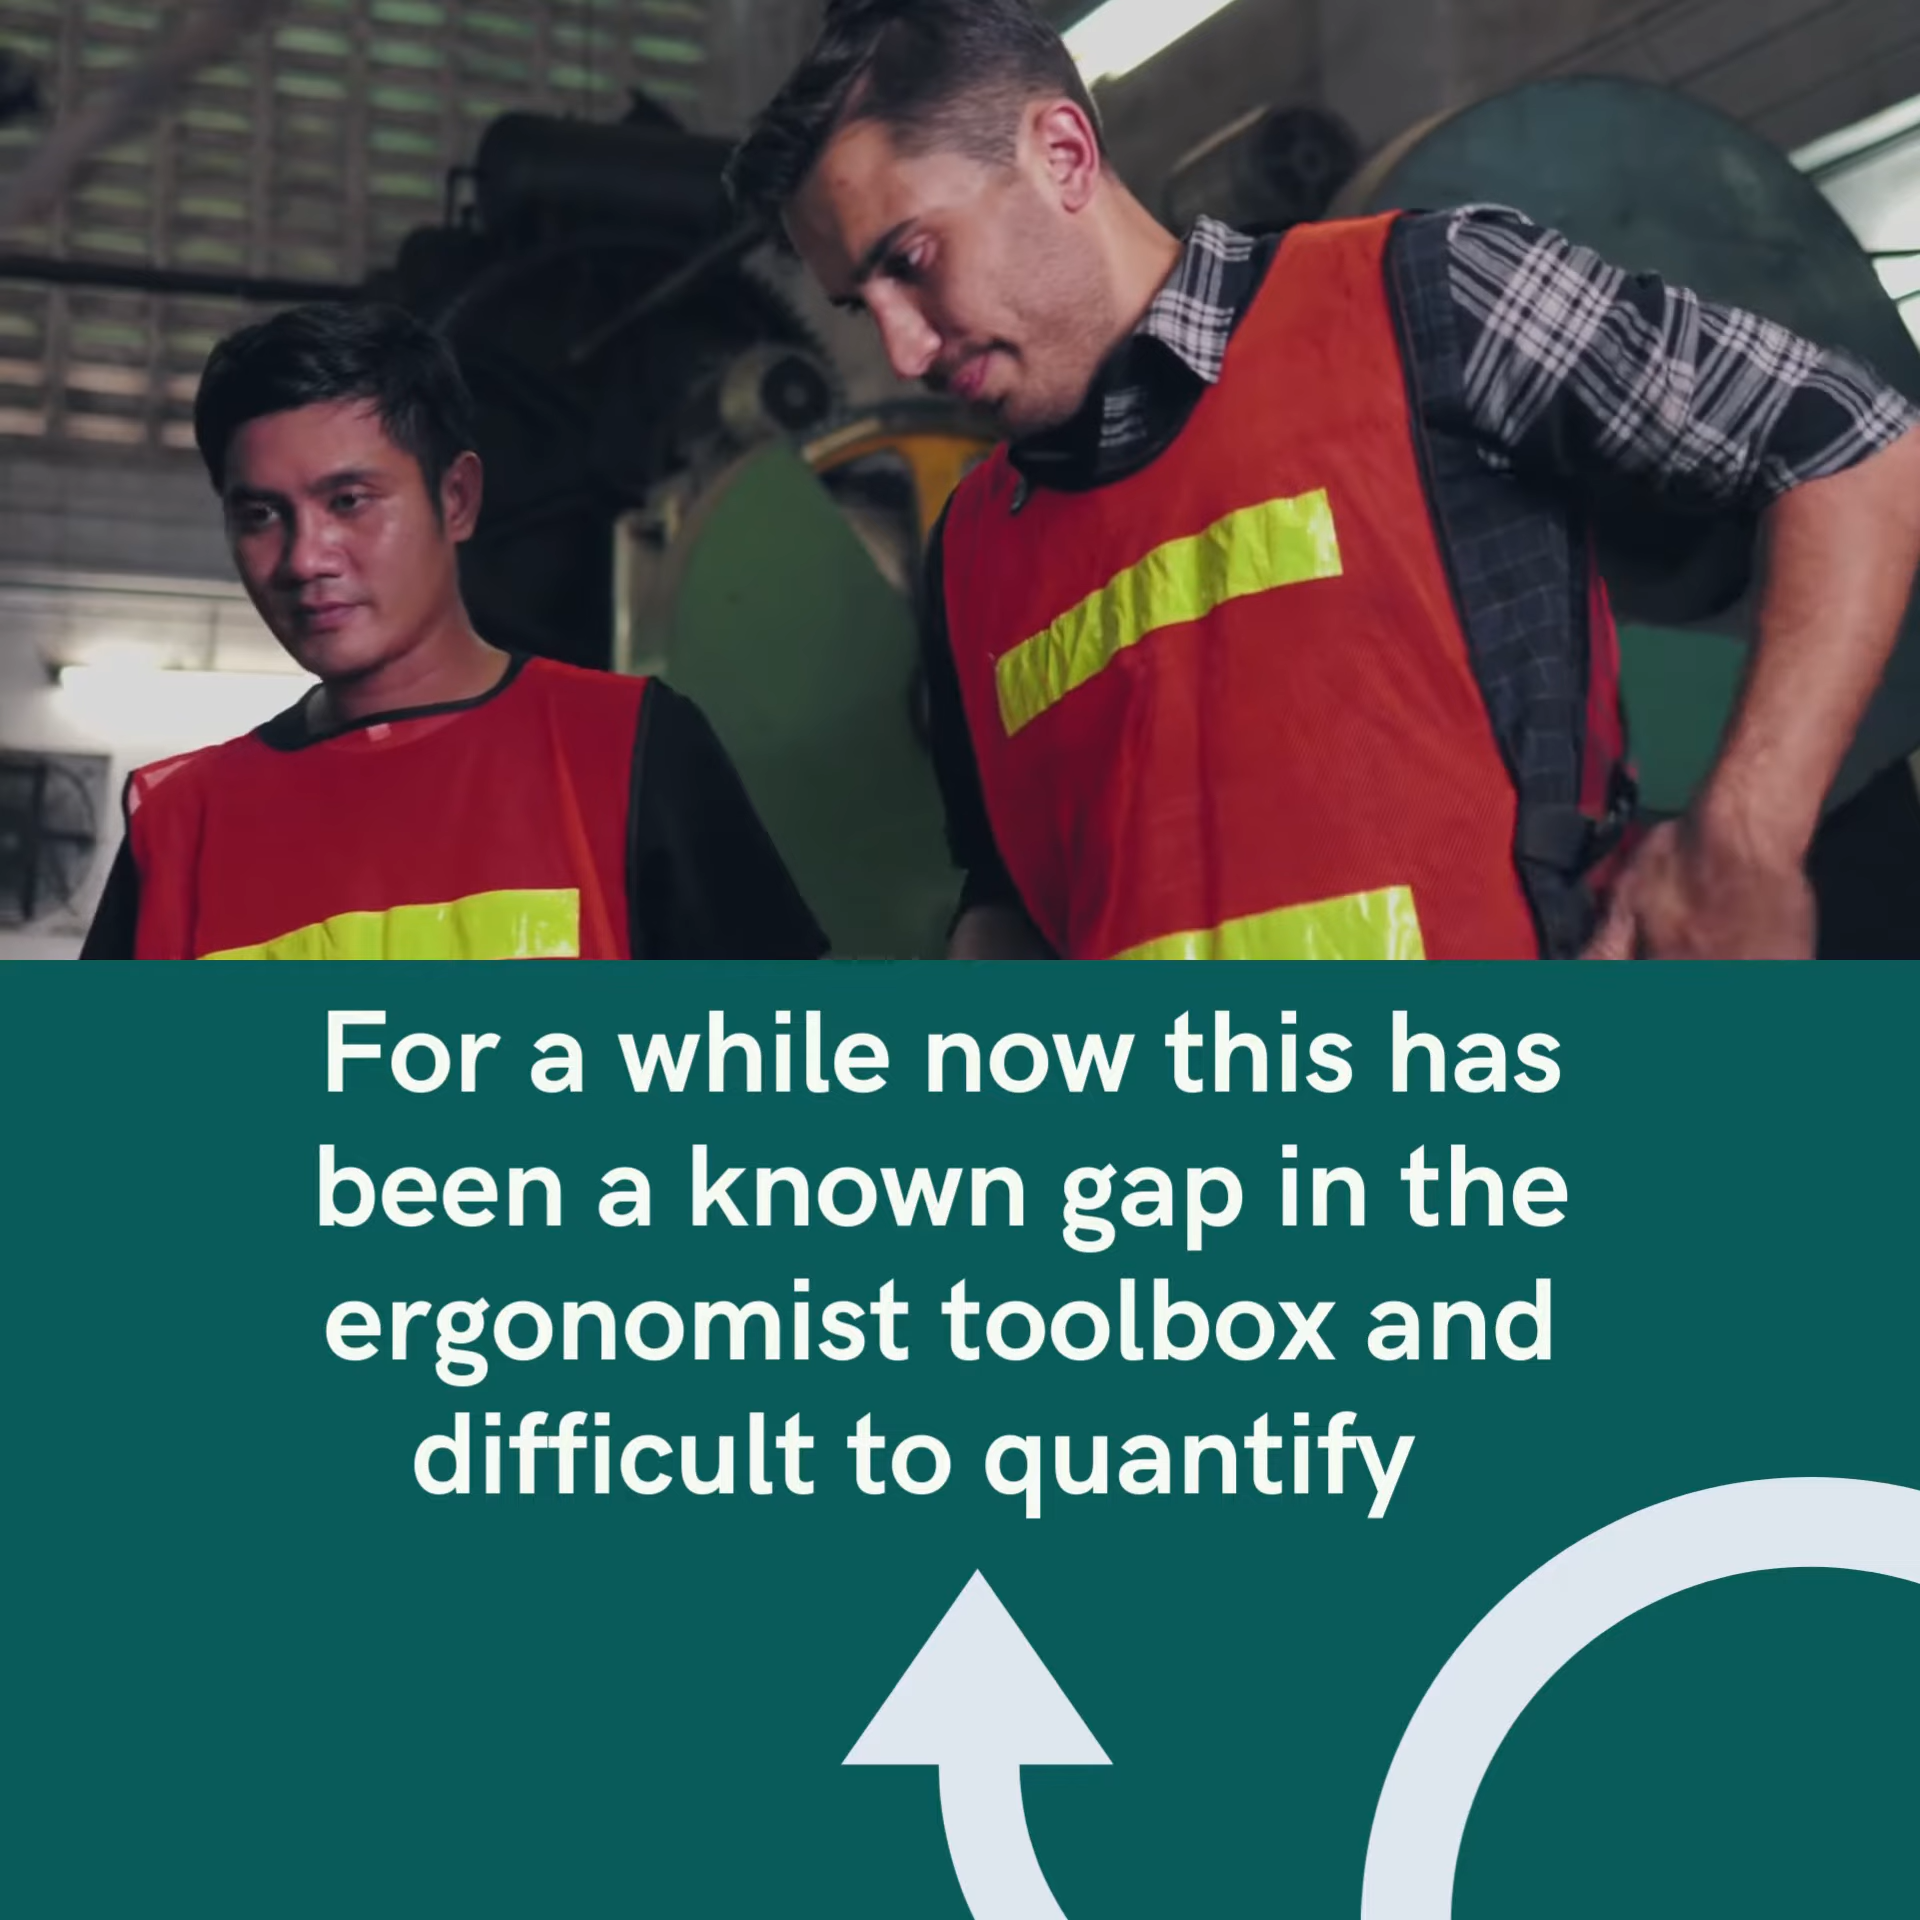 For a while now this has
been a known gap in the
ergonomist toolbox and
difficult to quantify